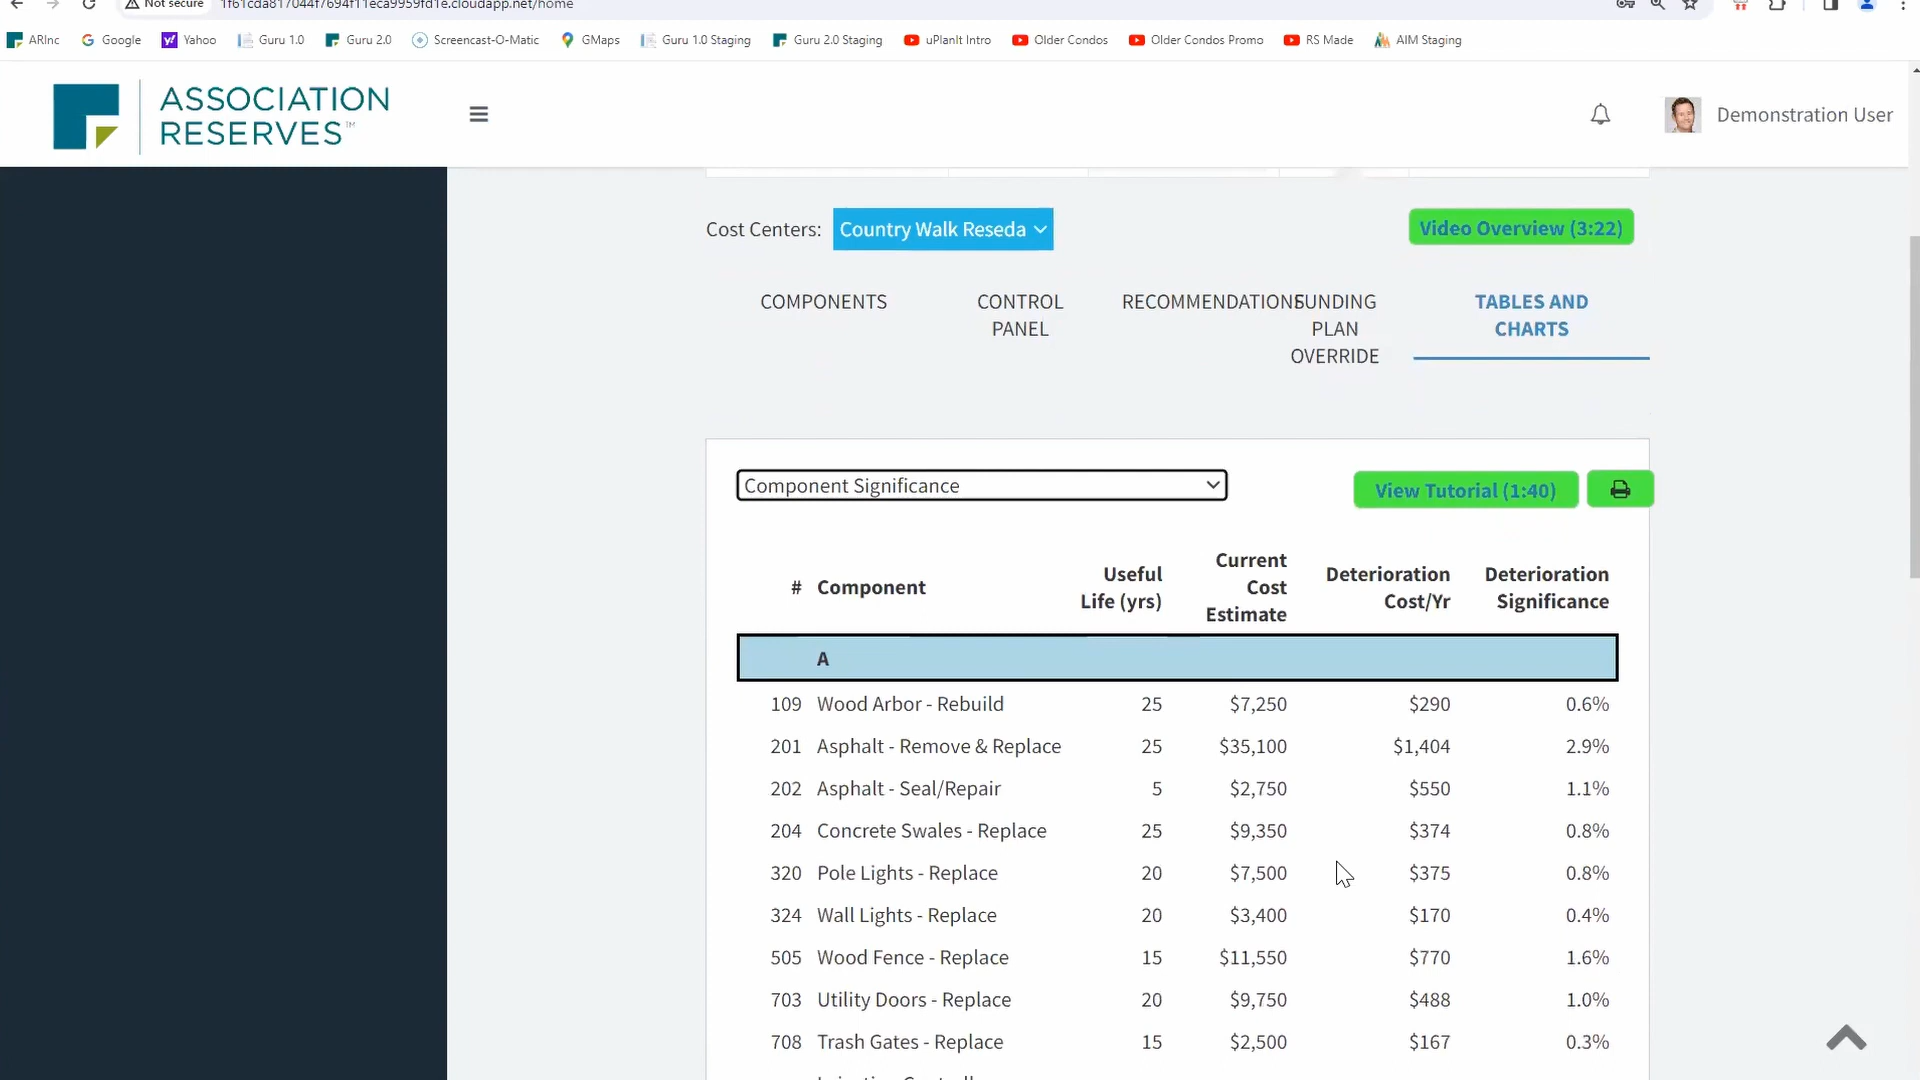 Not secure 1f61cda817044f7694f11eca9959fd1e.cloudapp.net/home
ARInc Google Yahoo Guru 1.0 Guru 2.0 Screencast-O-Matic GMaps Guru 1.0 Staging Guru 2.0 Staging uPlanIt Intro Older Condos Older Condos Promo RS Made AIM Staging
ASSOCIATION
RESERVES™
Demonstration User
Cost Centers: Country Walk Reseda Video Overview (3:22)
COMPONENTS
CONTROL
PANEL
RECOMMENDATIONS
FUNDING
PLAN
OVERRIDE
TABLES AND
CHARTS
Component Significance View Tutorial (1:40)
# Component
Useful
Life (yrs)
Current
Cost
Estimate
Deterioration
Cost/Yr
Deterioration
Significance
A
109 Wood Arbor - Rebuild 25 $7,250 $290 0.6%
201 Asphalt - Remove & Replace 25 $35,100 $1,404 2.9%
202 Asphalt - Seal/Repair 5 $2,750 $550 1.1%
204 Concrete Swales - Replace 25 $9,350 $374 0.8%
320 Pole Lights - Replace 20 $7,500 $375 0.8%
324 Wall Lights - Replace 20 $3,400 $170 0.4%
505 Wood Fence - Replace 15 $11,550 $770 1.6%
703 Utility Doors - Replace 20 $9,750 $488 1.0%
708 Trash Gates - Replace 15 $2,500 $167 0.3%